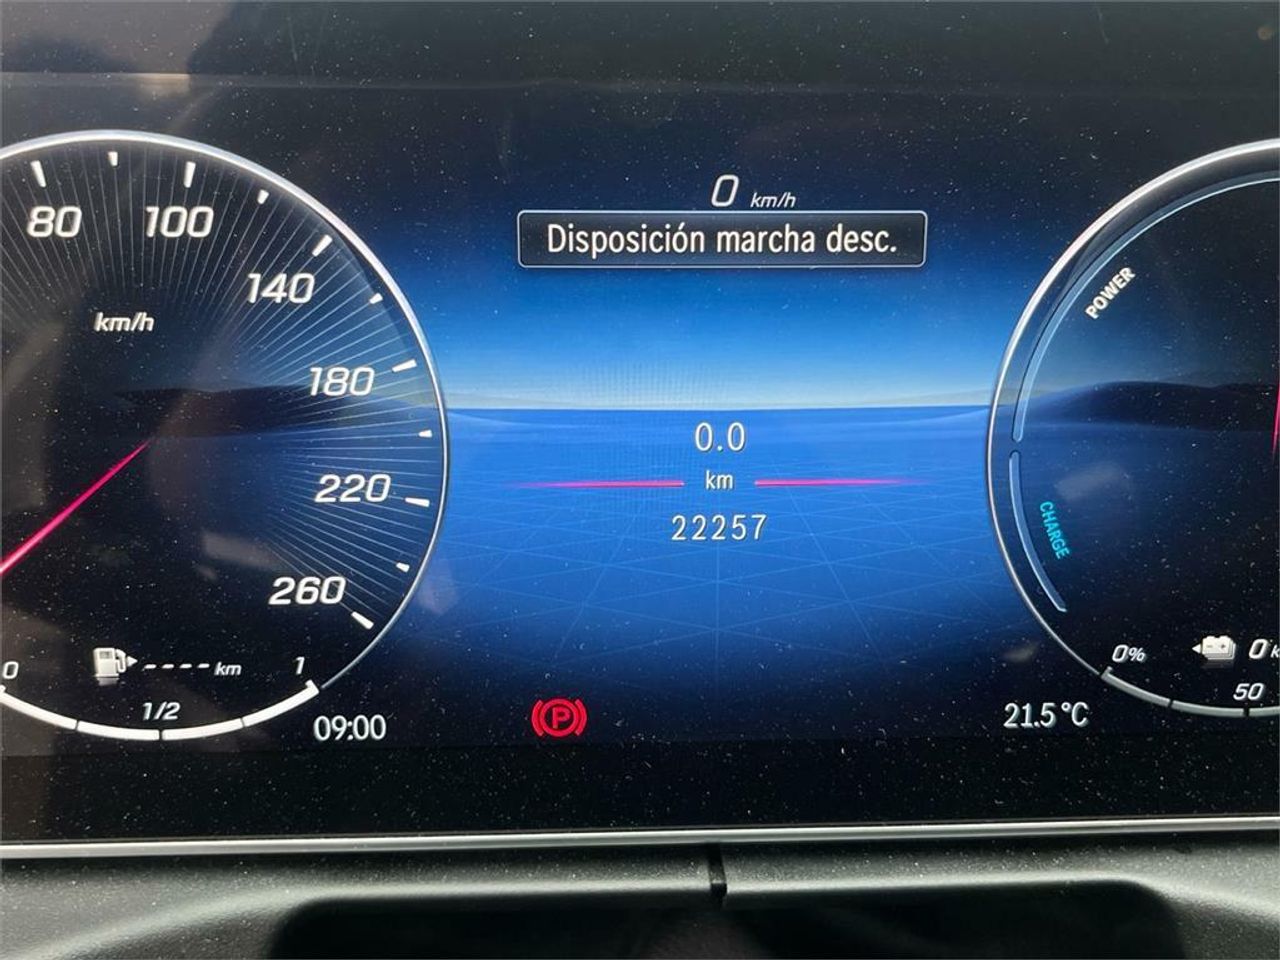 0 km/h
Disposición marcha desc.
80
100
140
km/h
180
220
260
POWER
CHARGE
0.0
km
22257
0
----- km
1
1/2
09:00
P
21.5 °C
0%
0
50